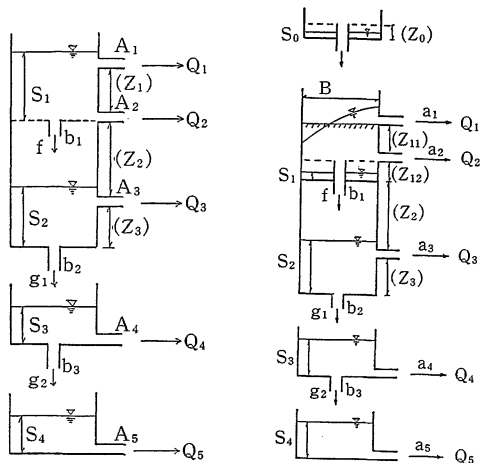 A₁
Q₁
S₁
(Z₁)
A₂
Q₂
f
b₁
(Z₂)
A₃
Q₃
S₂
(Z₃)
g₁
b₂
S₃
A₄
Q₄
g₂
b₃
S₄
A₅
Q₅
S₀
(Z₀)
B
a₁
Q₁
(Z₁₁)
a₂
Q₂
S₁
(Z₁₂)
f
b₁
(Z₂)
a₃
Q₃
S₂
(Z₃)
g₁
b₂
S₃
a₄
Q₄
g₂
b₃
S₄
a₅
Q₅